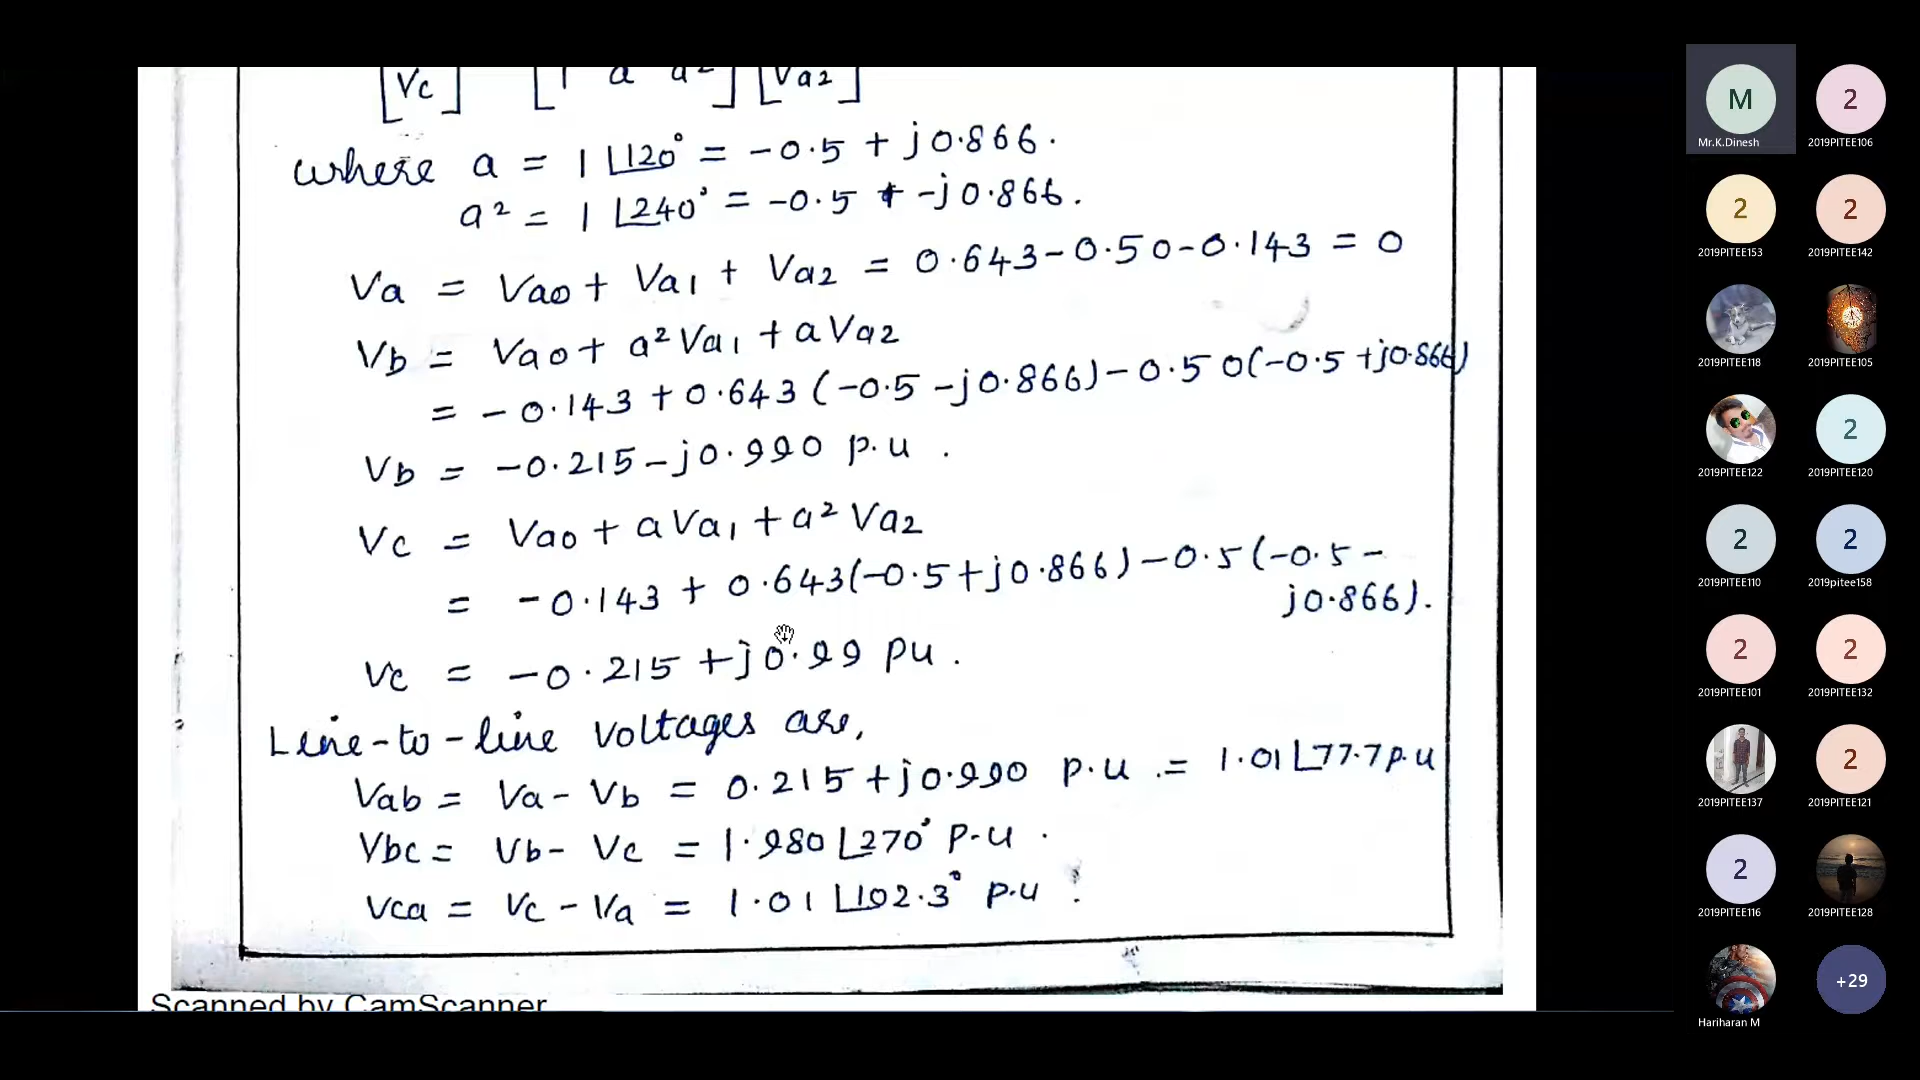 [Vc] [1 a a²] [Va2]
where a = 1∠120° = -0.5 + j0.866.
a² = 1∠240° = -0.5 + -j0.866.
Va = Vao + Va1 + Va2 = 0.643-0.50-0.143 = 0
Vb = Vao + a²Va1 + aVa2
= -0.143 + 0.643 (-0.5 -j0.866) - 0.50(-0.5 +j0.866)
Vb = -0.215-j0.990 p.u .
Vc = Vao + aVa1 + a²Va2
= -0.143 + 0.643(-0.5+j0.866) - 0.5(-0.5 -
j0.866).
Vc = -0.215 +j0.99 pu .
Line-to-line voltages are,
Vab = Va - Vb = 0.215+j0.990 p.u .= 1.01∠77.7 p.u
Vbc = Vb - Vc = 1.980∠270° p.u .
Vca = Vc - Va = 1.01∠102.3° p.u .
Scanned by CamScanner
M 2
Mr.K.Dinesh 2019PITEE106
2 2
2019PITEE153 2019PITEE142
2019PITEE118 2019PITEE105
2
2019PITEE122 2019PITEE120
2 2
2019PITEE110 2019pitee158
2 2
2019PITEE101 2019PITEE132
2
2019PITEE137 2019PITEE121
2
2019PITEE116 2019PITEE128
+29
Hariharan M